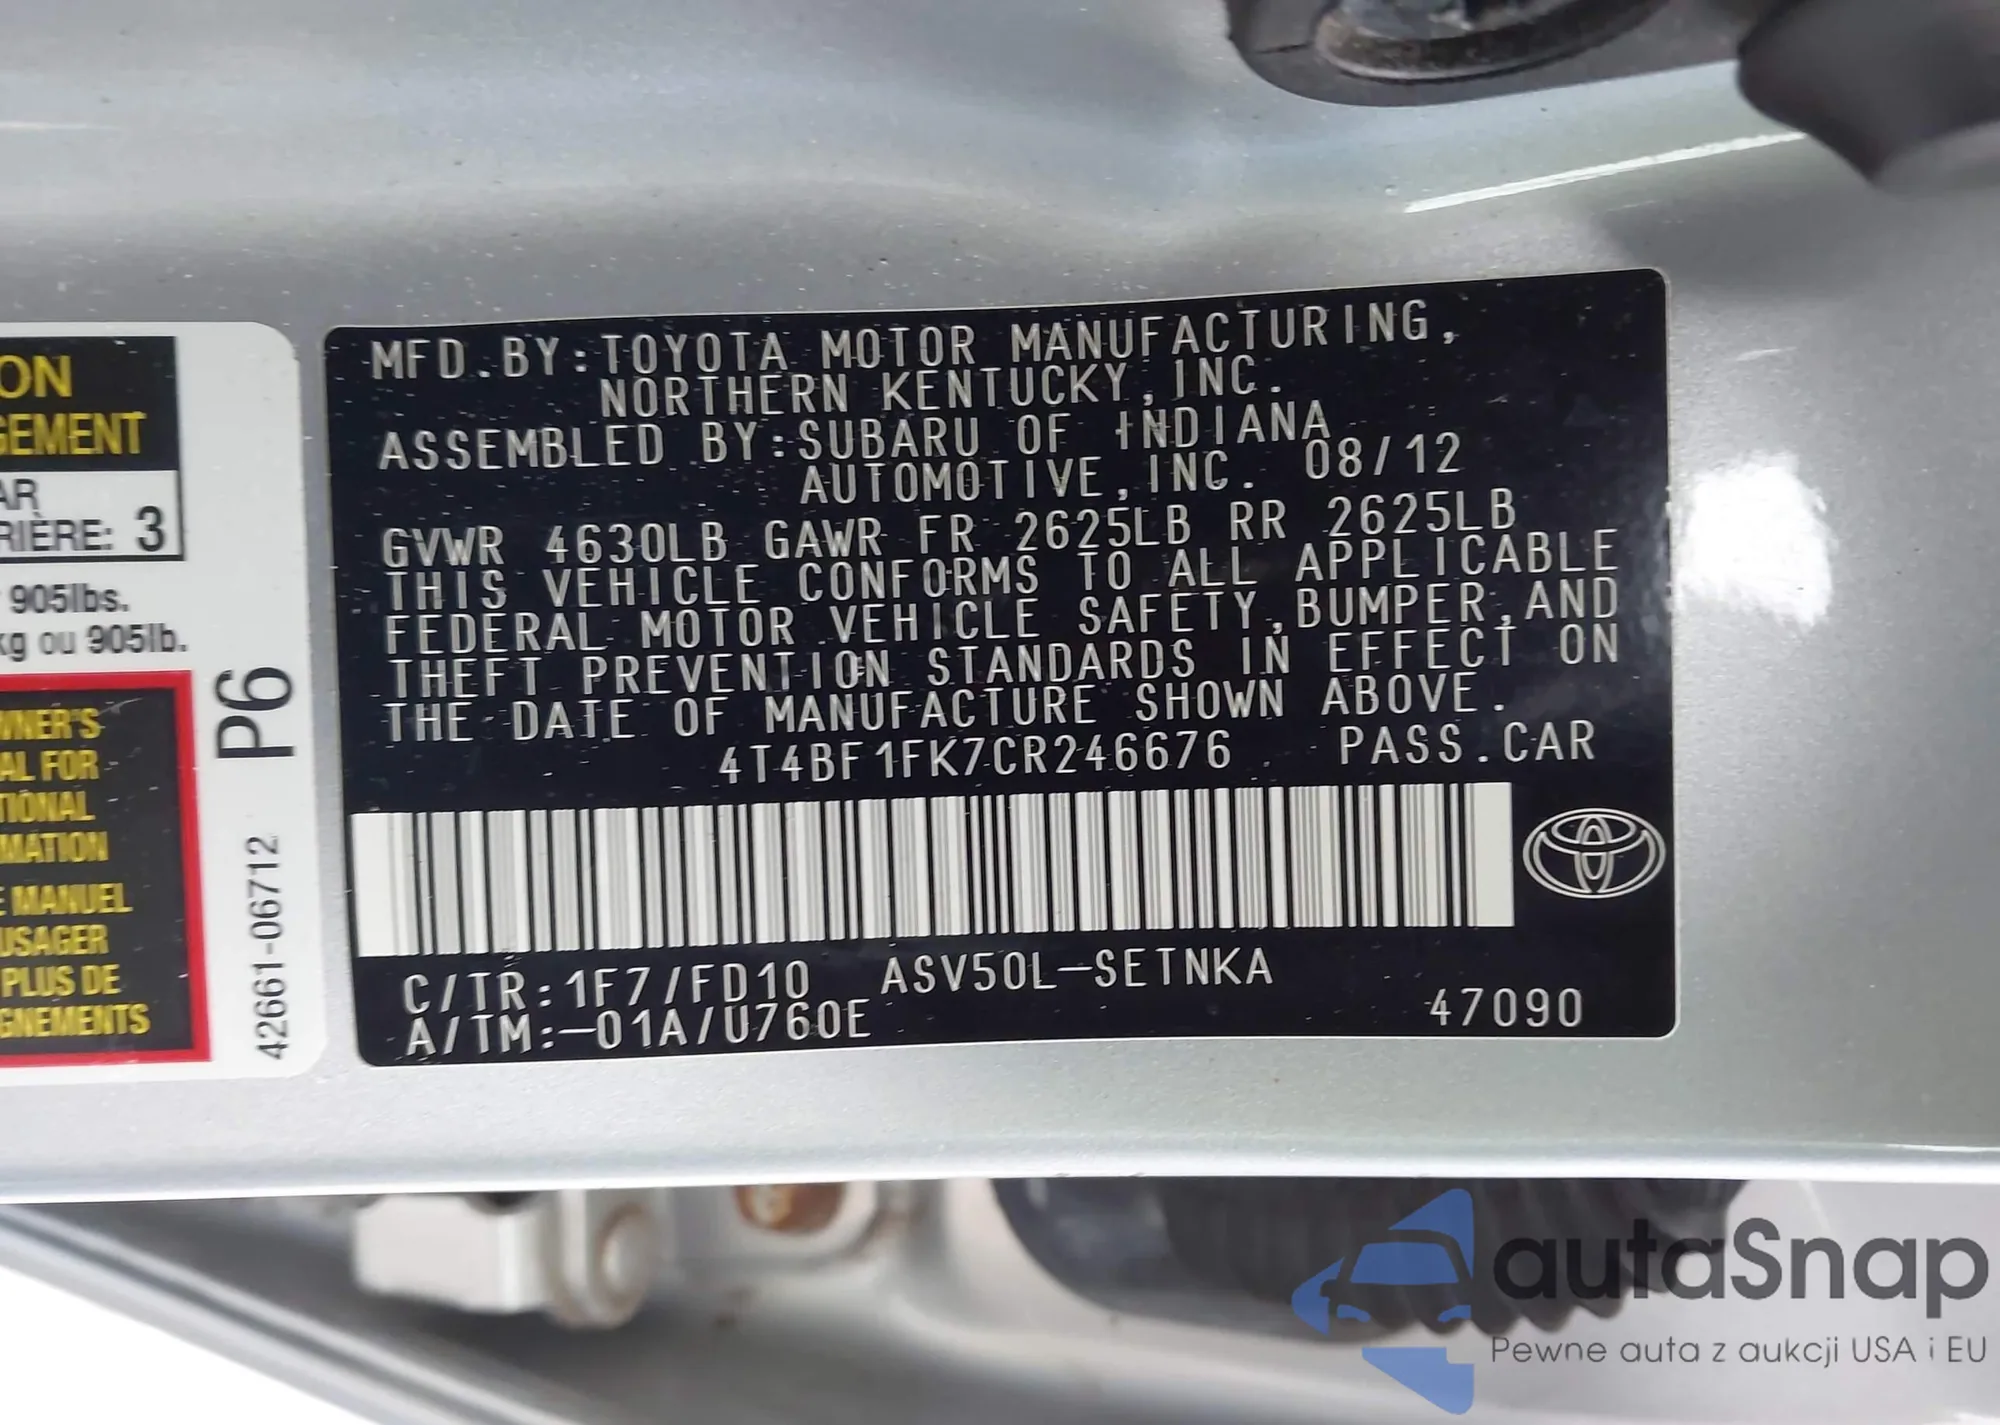 ON
GEMENT
AR
RIÈRE: 3
905lbs.
kg ou 905lb.
WNER'S
AL FOR
TIONAL
MATION
E MANUEL
USAGER
PLUS DE
GNEMENTS
P6
42661-06712
MFD.BY:TOYOTA MOTOR MANUFACTURING,
NORTHERN KENTUCKY,INC.
ASSEMBLED BY:SUBARU OF INDIANA
AUTOMOTIVE,INC. 08/12
GVWR 4630LB GAWR FR 2625LB RR 2625LB
THIS VEHICLE CONFORMS TO ALL APPLICABLE
FEDERAL MOTOR VEHICLE SAFETY,BUMPER,AND
THEFT PREVENTION STANDARDS IN EFFECT ON
THE DATE OF MANUFACTURE SHOWN ABOVE.
4T4BF1FK7CR246676 PASS.CAR
C/TR:1F7/FD10 ASV50L-SETNKA
A/TM:-01A/U760E 47090
autaSnap
Pewne auta z aukcji USA i EU